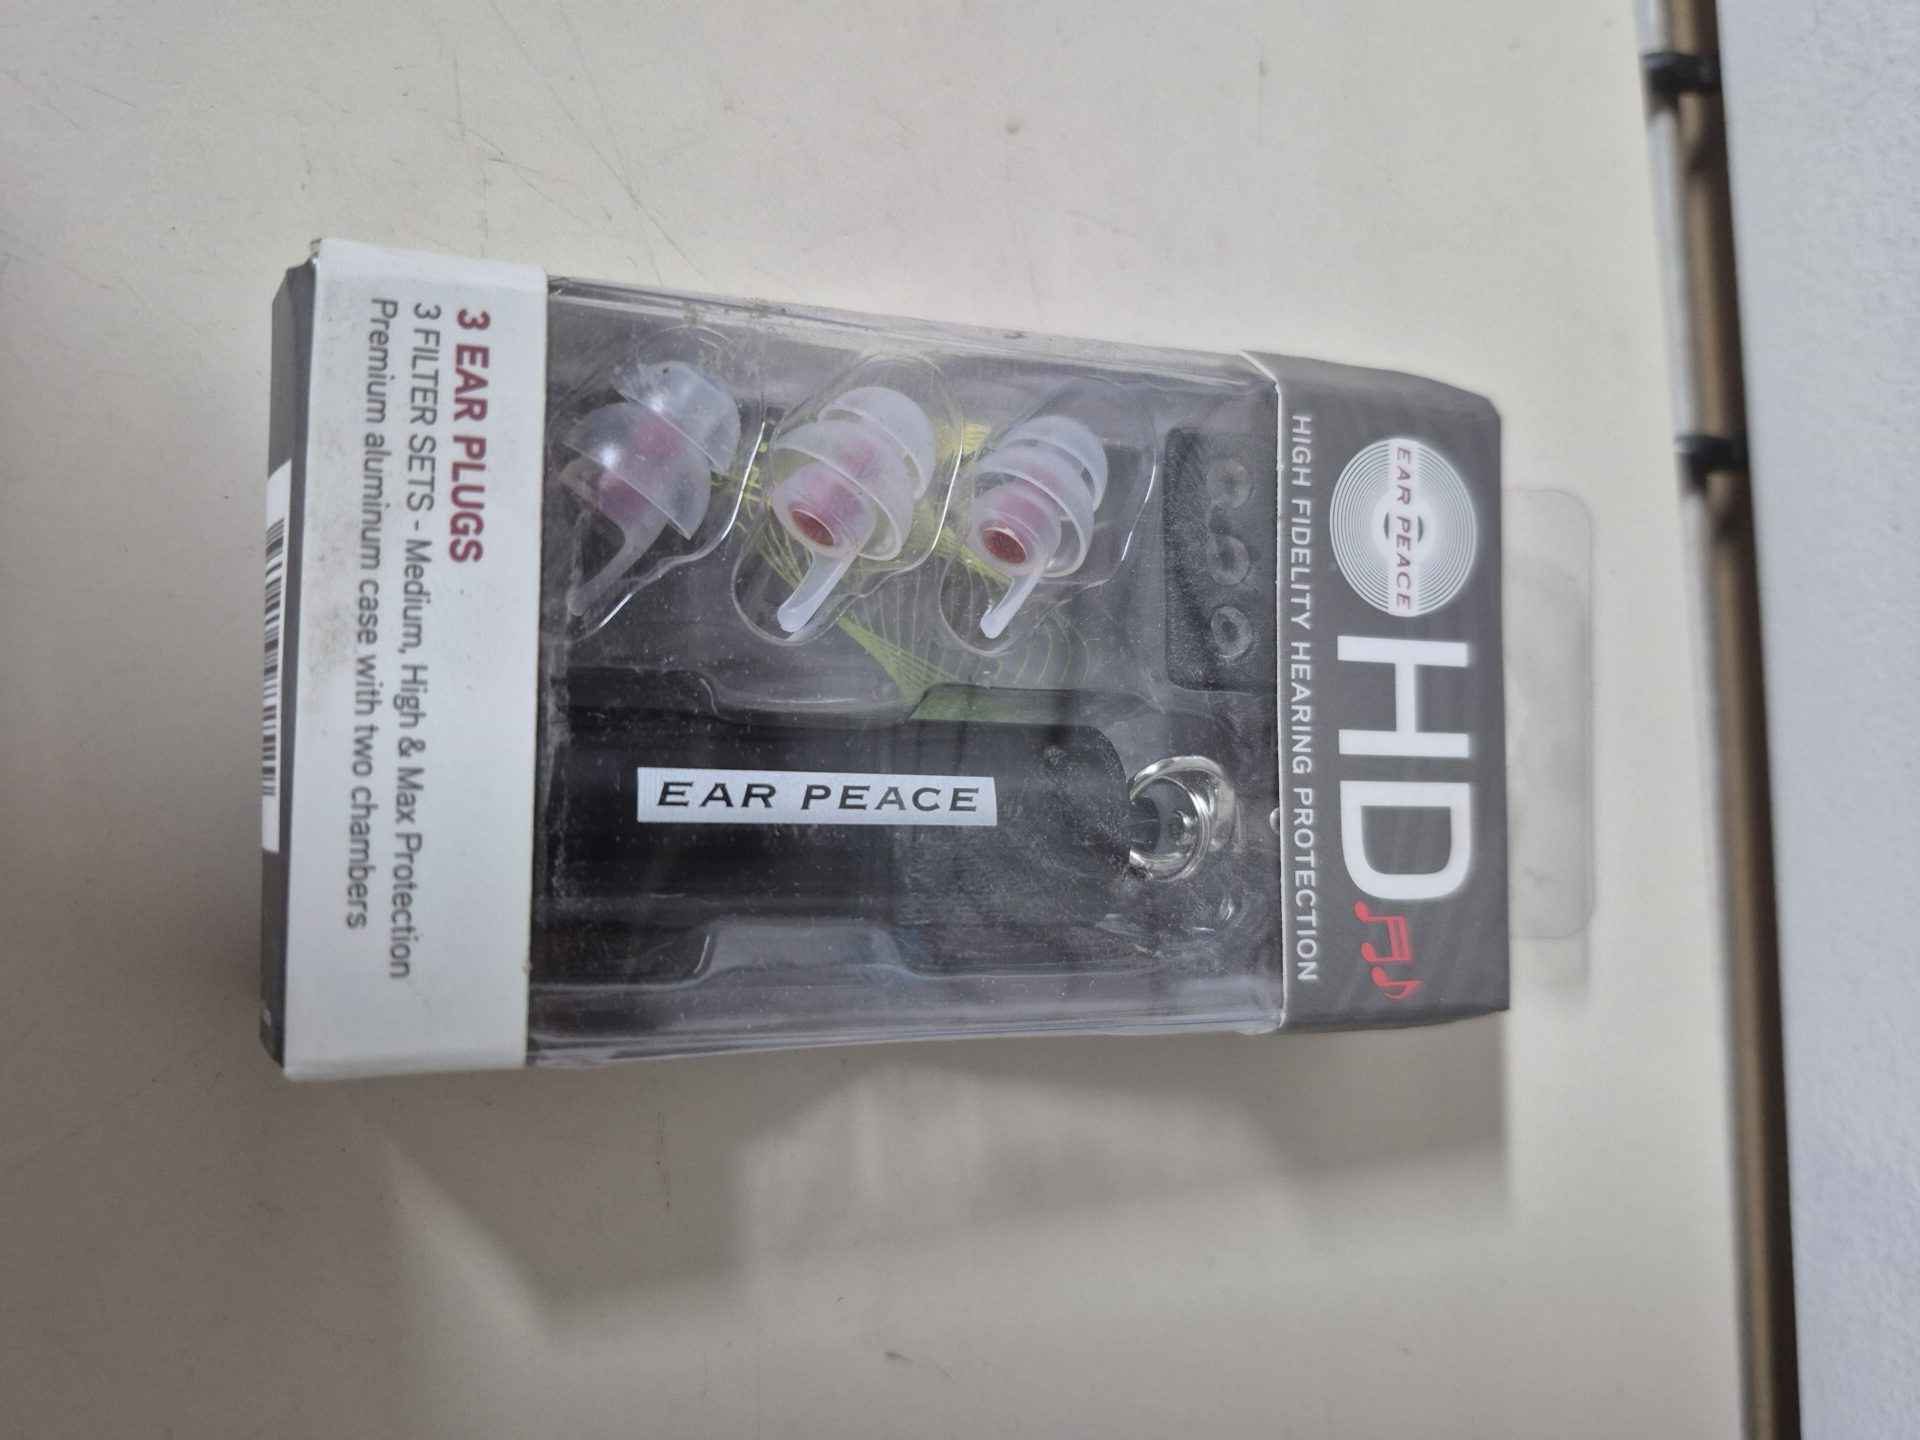 EAR PEACE
HD
HIGH FIDELITY HEARING PROTECTION
EAR PEACE
3 EAR PLUGS
3 FILTER SETS - Medium, High & Max Protection
Premium aluminum case with two chambers